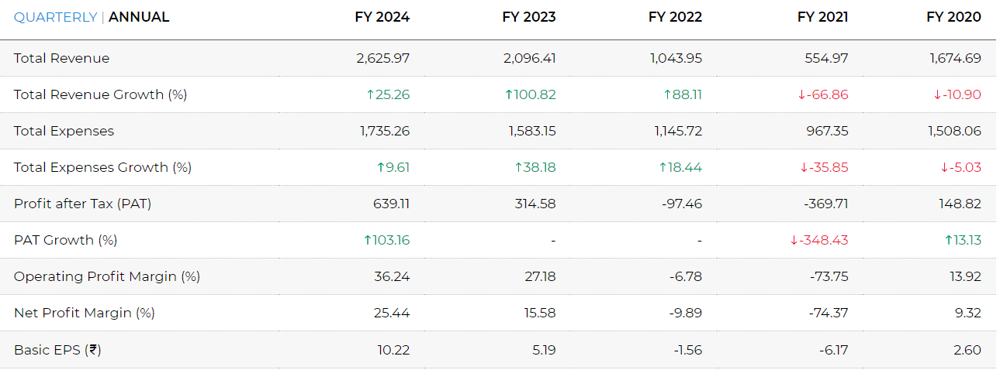 QUARTERLY | ANNUAL FY 2024 FY 2023 FY 2022 FY 2021 FY 2020
Total Revenue 2,625.97 2,096.41 1,043.95 554.97 1,674.69
Total Revenue Growth (%) ↑25.26 ↑100.82 ↑88.11 ↓-66.86 ↓-10.90
Total Expenses 1,735.26 1,583.15 1,145.72 967.35 1,508.06
Total Expenses Growth (%) ↑9.61 ↑38.18 ↑18.44 ↓-35.85 ↓-5.03
Profit after Tax (PAT) 639.11 314.58 -97.46 -369.71 148.82
PAT Growth (%) ↑103.16 - - ↓-348.43 ↑13.13
Operating Profit Margin (%) 36.24 27.18 -6.78 -73.75 13.92
Net Profit Margin (%) 25.44 15.58 -9.89 -74.37 9.32
Basic EPS (₹) 10.22 5.19 -1.56 -6.17 2.60